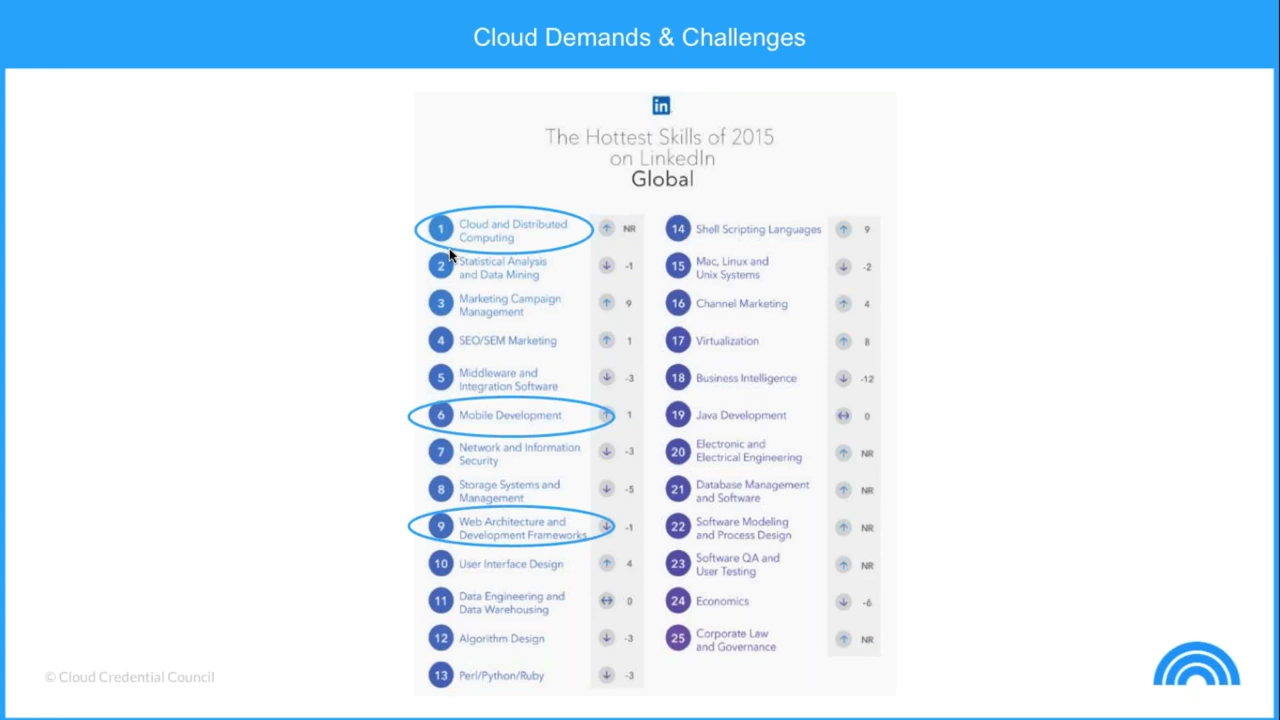 Cloud Demands & Challenges
in
The Hottest Skills of 2015
on LinkedIn
Global
1 Cloud and Distributed
Computing NR
2 Statistical Analysis
and Data Mining -1
3 Marketing Campaign
Management 9
4 SEO/SEM Marketing 1
5 Middleware and
Integration Software -3
6 Mobile Development 1
7 Network and Information
Security -3
8 Storage Systems and
Management -5
9 Web Architecture and
Development Frameworks -1
10 User Interface Design 4
11 Data Engineering and
Data Warehousing 0
12 Algorithm Design -3
13 Perl/Python/Ruby -3
14 Shell Scripting Languages 9
15 Mac, Linux and
Unix Systems -2
16 Channel Marketing 4
17 Virtualization 8
18 Business Intelligence -12
19 Java Development 0
20 Electronic and
Electrical Engineering NR
21 Database Management
and Software NR
22 Software Modeling
and Process Design NR
23 Software QA and
User Testing NR
24 Economics -6
25 Corporate Law
and Governance NR
© Cloud Credential Council